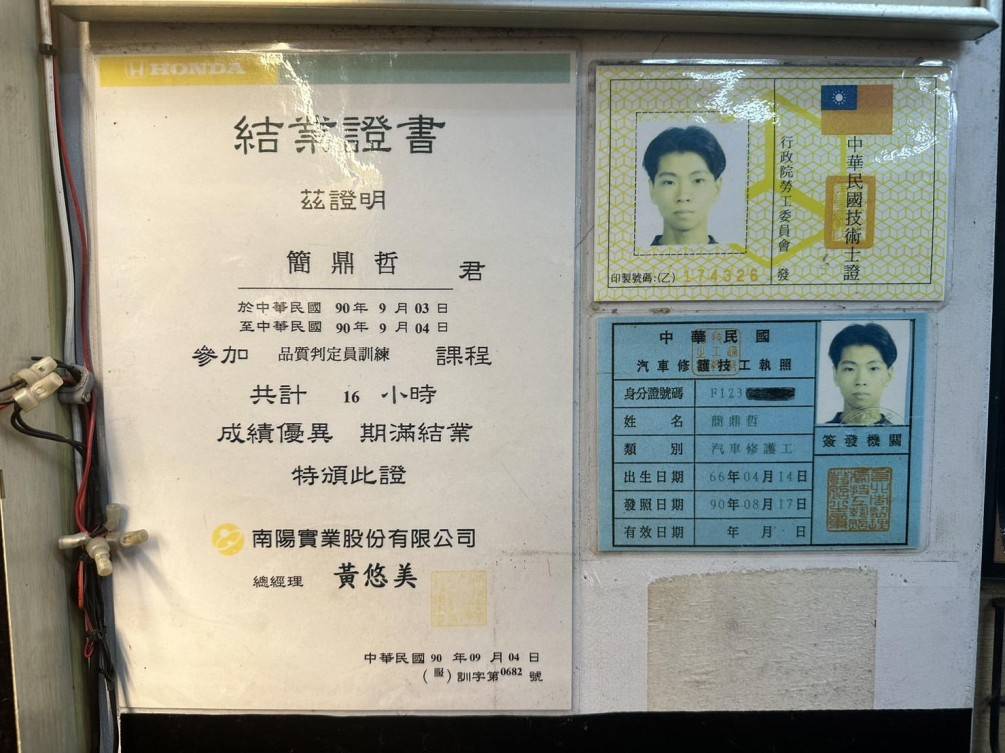 HONDA
結業證書
茲證明
簡鼎哲 君
於中華民國 90年 9月 03日
至中華民國 90年 9月 04日
參加 品質判定員訓練 課程
共計 16 小時
成績優異 期滿結業
特頒此證
南陽實業股份有限公司
總經理 黃悠美
中華民國 90 年 09 月 04 日
(服)訓字第0682 號
中華民國技術士證
行政院勞工委員會 發
印製號碼:(乙) 174326
中華民國
汽車修護技工執照
身分證號碼 F123
姓 名 簡鼎哲
類 別 汽車修護工
出生日期 66年04月14日
發照日期 90年08月17日
有效日期 年 月 日
簽發機關